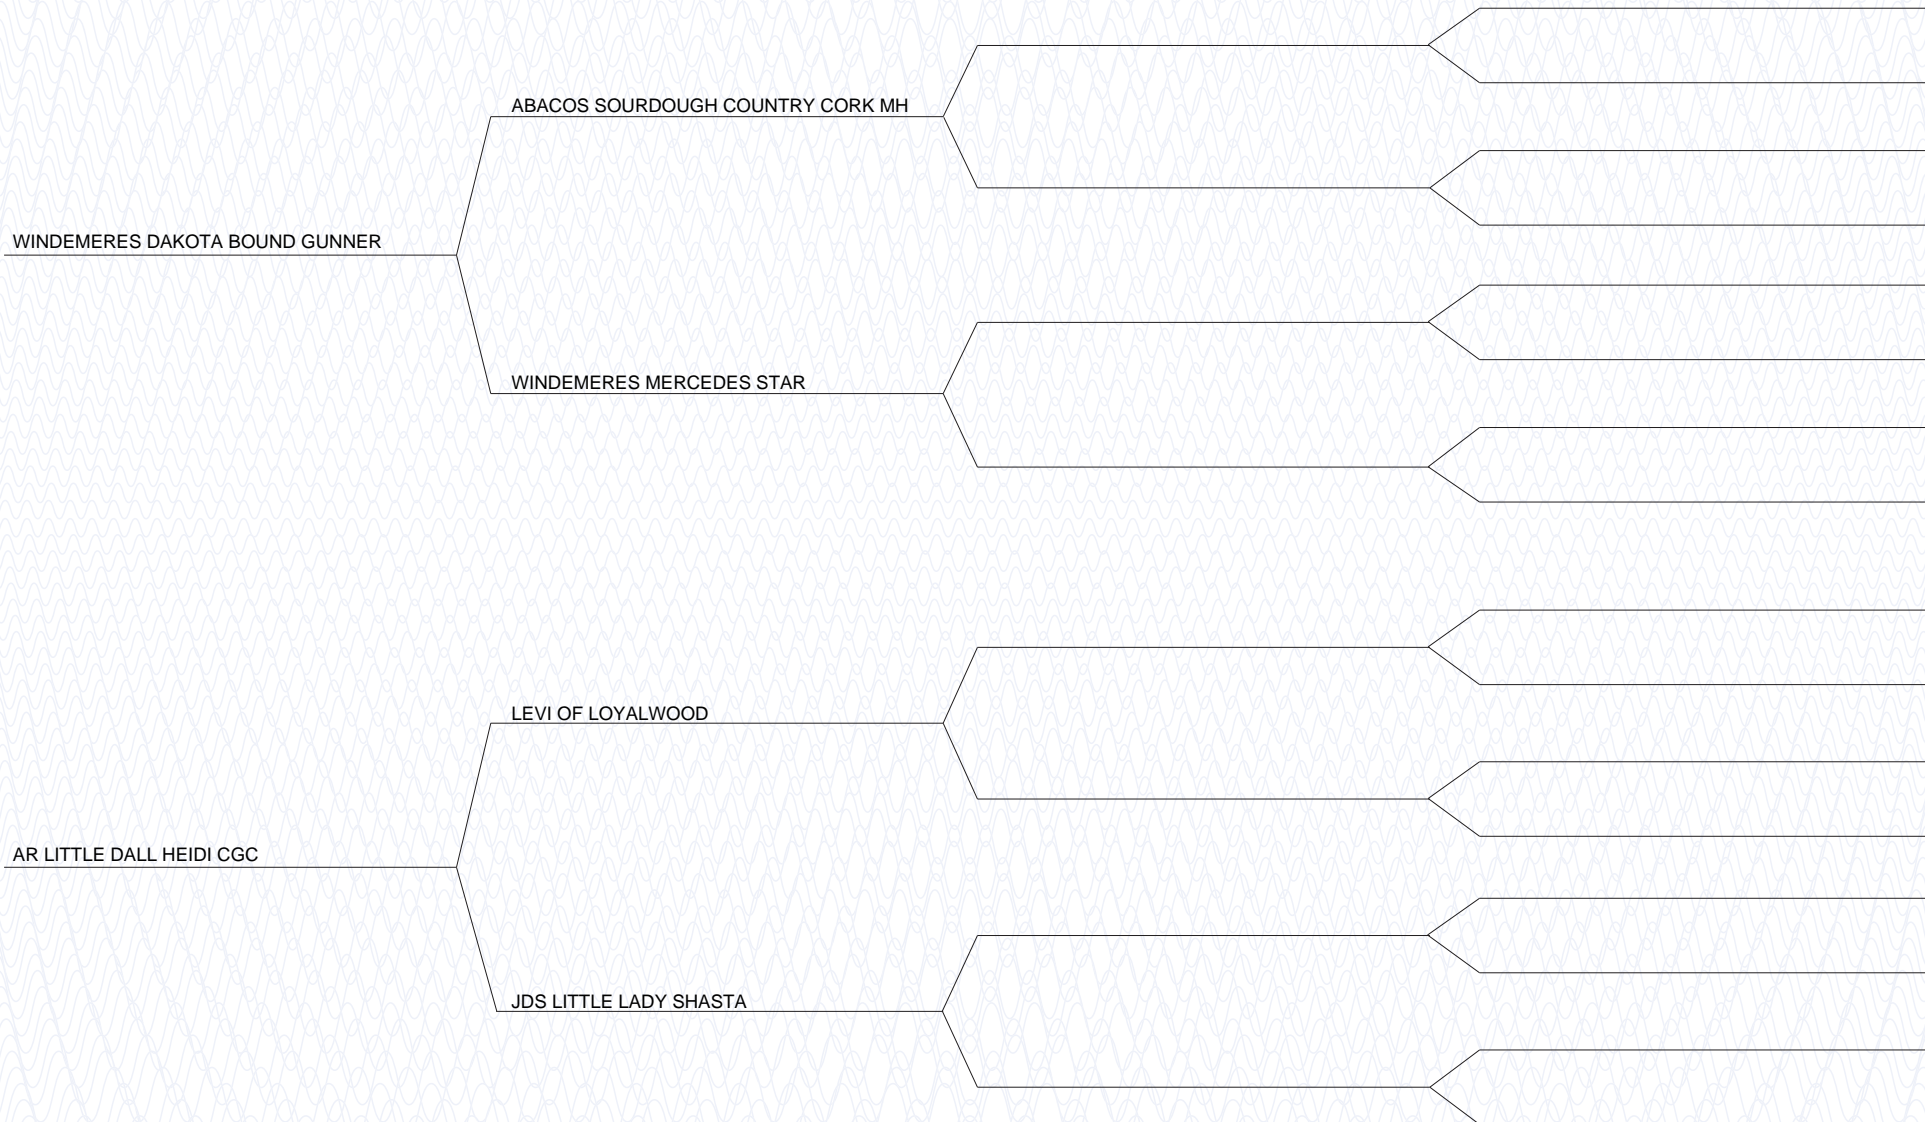 ABACOS SOURDOUGH COUNTRY CORK MH
WINDEMERES DAKOTA BOUND GUNNER
WINDEMERES MERCEDES STAR
LEVI OF LOYALWOOD
AR LITTLE DALL HEIDI CGC
JDS LITTLE LADY SHASTA